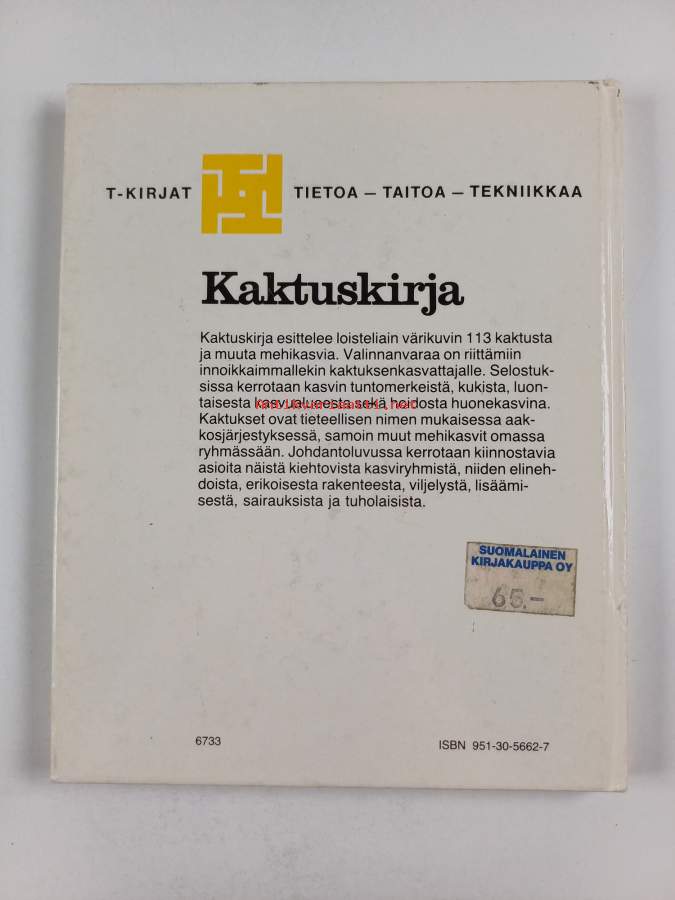 T-KIRJAT TIETOA – TAITOA – TEKNIIKKAA
Kaktuskirja
Kaktuskirja esittelee loisteliain värikuvin 113 kaktusta
ja muuta mehikasvia. Valinnanvaraa on riittämiin
innoikkaimmallekin kaktuksenkasvattajalle. Selostuk-
sissa kerrotaan kasvin tuntomerkeistä, kukista, luon-
taisesta kasvualueesta sekä hoidosta huonekasvina.
antikvariaatti.net
Kaktukset ovat tieteellisen nimen mukaisessa aak-
kosjärjestyksessä, samoin muut mehikasvit omassa
ryhmässään. Johdantoluvussa kerrotaan kiinnostavia
asioita näistä kiehtovista kasviryhmistä, niiden elineh-
doista, erikoisesta rakenteesta, viljelystä, lisäämi-
sestä, sairauksista ja tuholaisista.
SUOMALAINEN
KIRJAKAUPPA OY
65.–
6733 ISBN 951-30-5662-7